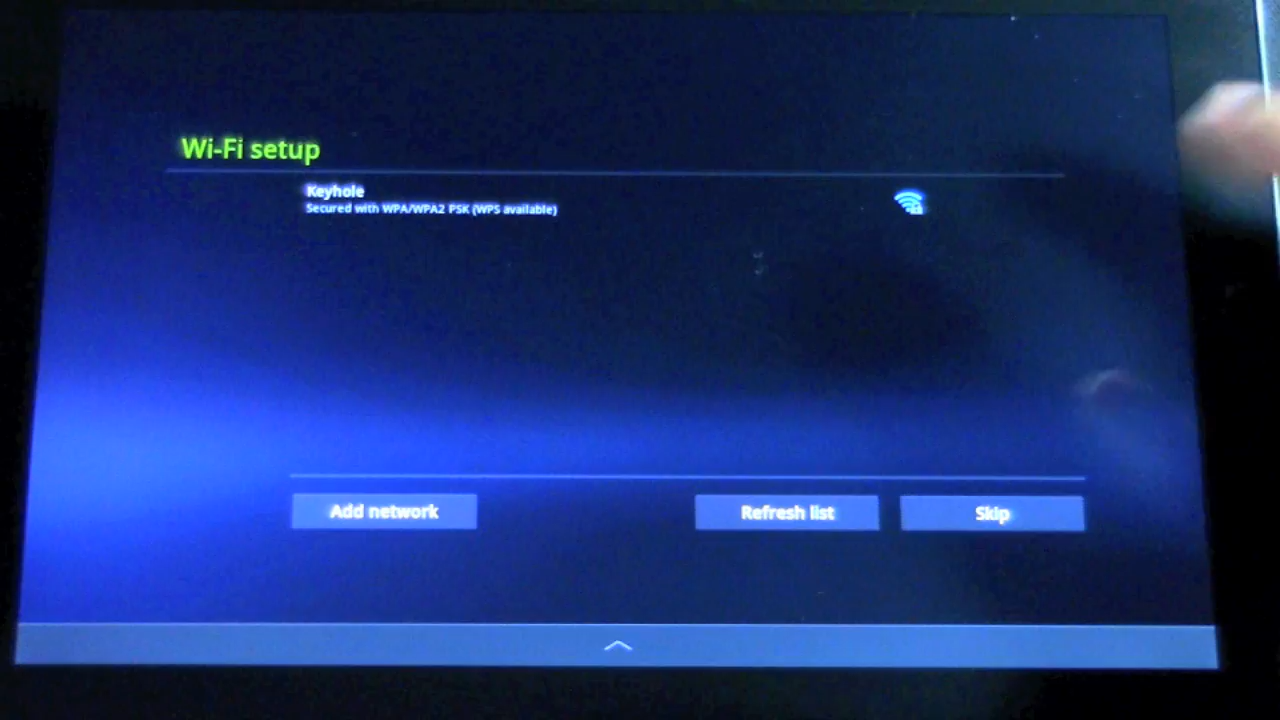 Wi-Fi setup
Keyhole
Secured with WPA/WPA2 PSK (WPS available)
Add network
Refresh list
Skip